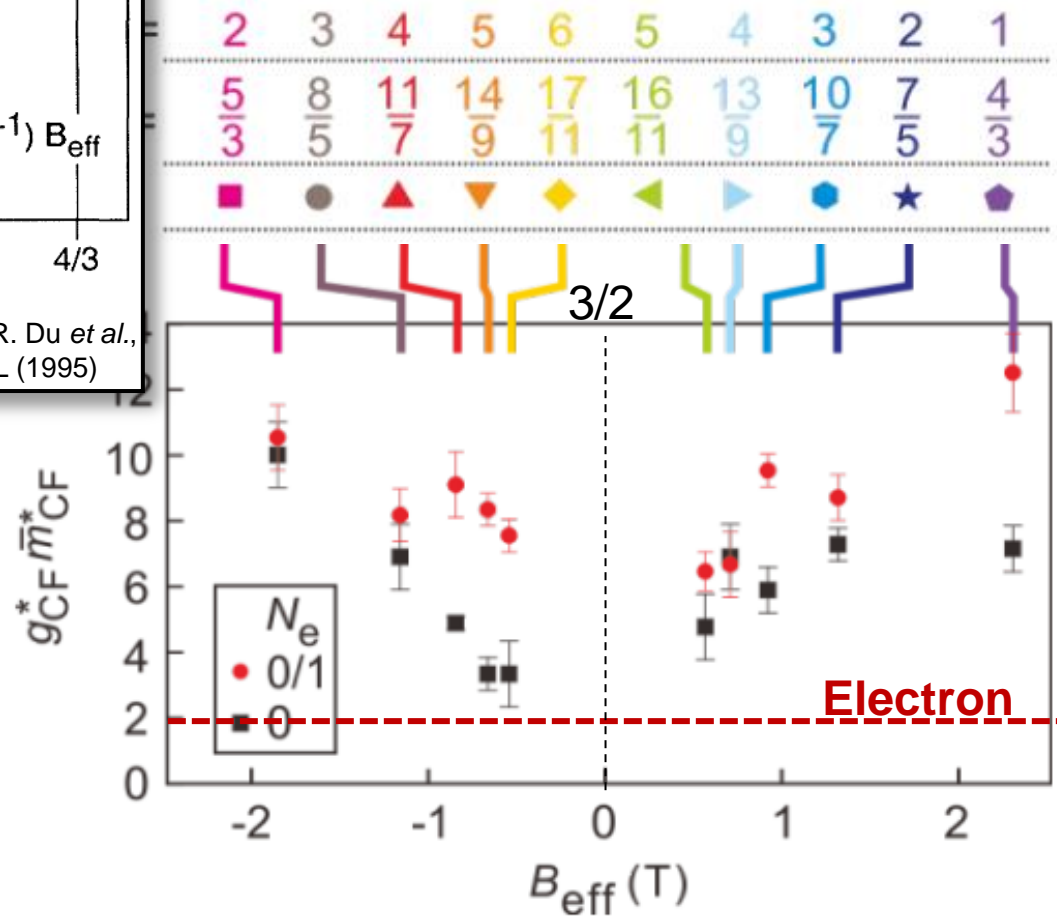 = 2 3 4 5 6 5 4 3 2 1
= 5/3 8/5 11/7 14/9 17/11 16/11 13/9 10/7 7/5 4/3
-1) B_eff
4/3
R. Du et al.,
L (1995)
3/2
12
10
8
6
4
2
0
g*_CF m̄*_CF
N_e
0/1
0
Electron
-2 -1 0 1 2
B_eff (T)